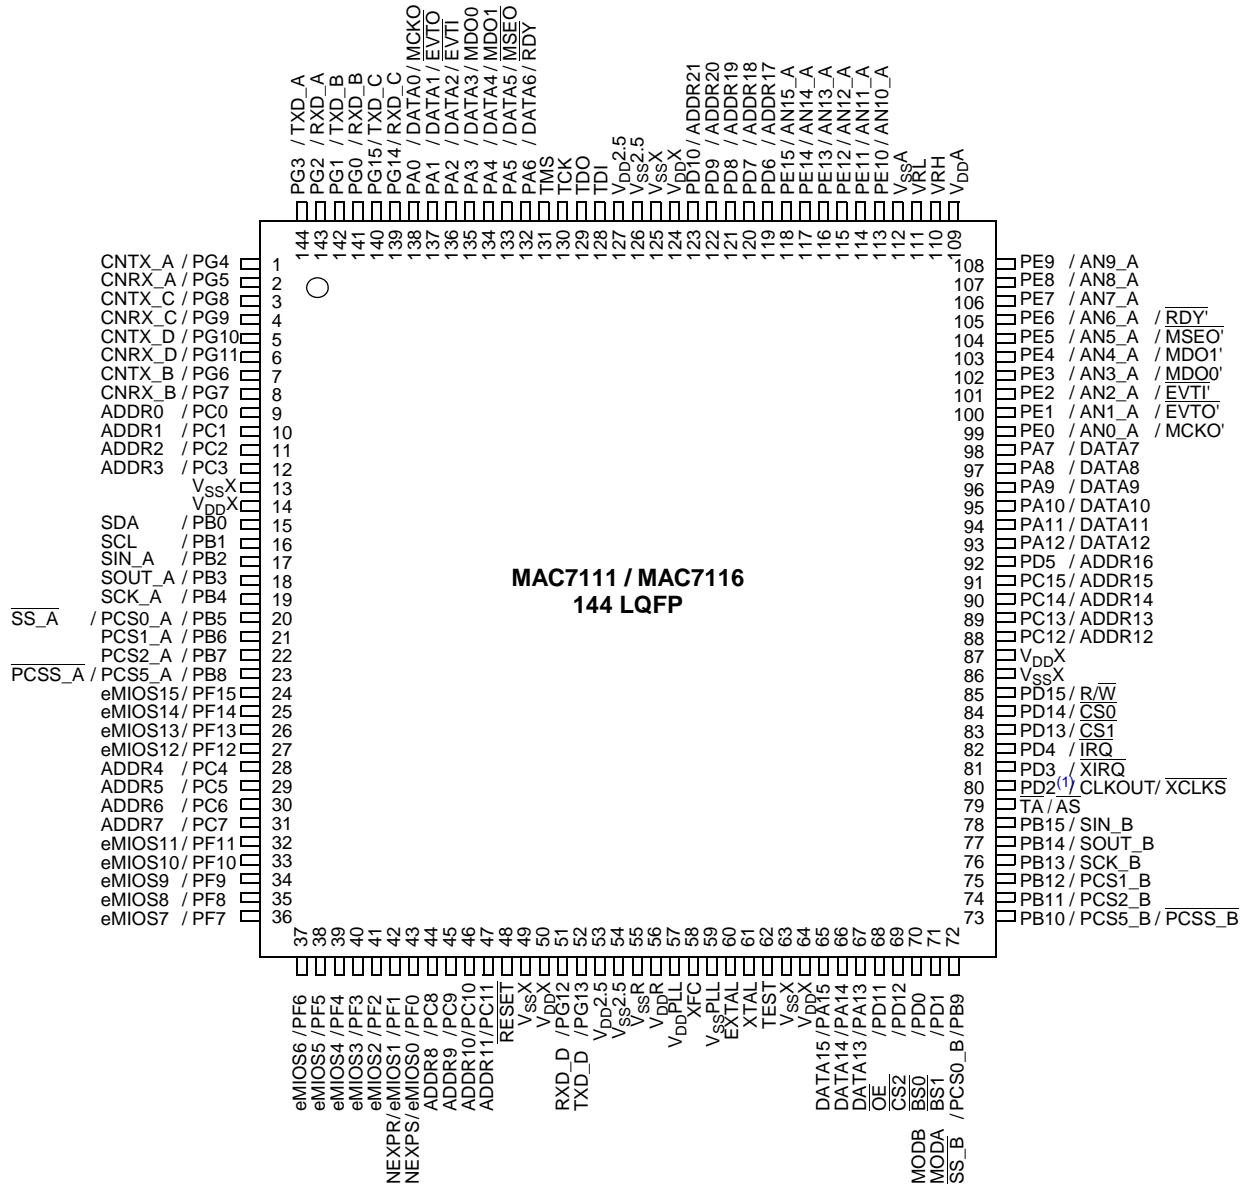 PG3 / TXD_A
PG2 / RXD_A
PG1 / TXD_B
PG0 / RXD_B
PG15 / TXD_C
PG14 / RXD_C
PA0 / DATA0 / MCKO
PA1 / DATA1 / EVTO
PA2 / DATA2 / EVTI
PA3 / DATA3 / MDO0
PA4 / DATA4 / MDO1
PA5 / DATA5 / MSEO
PA6 / DATA6 / RDY
TMS
TCK
TDO
TDI
VDD2.5
VSS2.5
VSSX
VDDX
PD10 / ADDR21
PD9 / ADDR20
PD8 / ADDR19
PD7 / ADDR18
PD6 / ADDR17
PE15 / AN15_A
PE14 / AN14_A
PE13 / AN13_A
PE12 / AN12_A
PE11 / AN11_A
PE10 / AN10_A
VSSA
VRL
VRH
VDDA
144 143 142 141 140 139 138 137 136 135 134 133 132 131 130 129 128 127 126 125 124 123 122 121 120 119 118 117 116 115 114 113 112 111 110 109
CNTX_A / PG4 1
CNRX_A / PG5 2
CNTX_C / PG8 3
CNRX_C / PG9 4
CNTX_D / PG10 5
CNRX_D / PG11 6
CNTX_B / PG6 7
CNRX_B / PG7 8
ADDR0 / PC0 9
ADDR1 / PC1 10
ADDR2 / PC2 11
ADDR3 / PC3 12
VSSX 13
VDDX 14
SDA / PB0 15
SCL / PB1 16
SIN_A / PB2 17
SOUT_A / PB3 18
SCK_A / PB4 19
SS_A / PCS0_A / PB5 20
PCS1_A / PB6 21
PCS2_A / PB7 22
PCSS_A / PCS5_A / PB8 23
eMIOS15 / PF15 24
eMIOS14 / PF14 25
eMIOS13 / PF13 26
eMIOS12 / PF12 27
ADDR4 / PC4 28
ADDR5 / PC5 29
ADDR6 / PC6 30
ADDR7 / PC7 31
eMIOS11 / PF11 32
eMIOS10 / PF10 33
eMIOS9 / PF9 34
eMIOS8 / PF8 35
eMIOS7 / PF7 36
MAC7111 / MAC7116
144 LQFP
108 PE9 / AN9_A
107 PE8 / AN8_A
106 PE7 / AN7_A
105 PE6 / AN6_A / RDY'
104 PE5 / AN5_A / MSEO'
103 PE4 / AN4_A / MDO1'
102 PE3 / AN3_A / MDO0'
101 PE2 / AN2_A / EVTI'
100 PE1 / AN1_A / EVTO'
99 PE0 / AN0_A / MCKO'
98 PA7 / DATA7
97 PA8 / DATA8
96 PA9 / DATA9
95 PA10 / DATA10
94 PA11 / DATA11
93 PA12 / DATA12
92 PD5 / ADDR16
91 PC15 / ADDR15
90 PC14 / ADDR14
89 PC13 / ADDR13
88 PC12 / ADDR12
87 VDDX
86 VSSX
85 PD15 / R/W
84 PD14 / CS0
83 PD13 / CS1
82 PD4 / IRQ
81 PD3 / XIRQ
80 PD2(1) / CLKOUT / XCLKS
79 TA / AS
78 PB15 / SIN_B
77 PB14 / SOUT_B
76 PB13 / SCK_B
75 PB12 / PCS1_B
74 PB11 / PCS2_B
73 PB10 / PCS5_B / PCSS_B
37 38 39 40 41 42 43 44 45 46 47 48 49 50 51 52 53 54 55 56 57 58 59 60 61 62 63 64 65 66 67 68 69 70 71 72
eMIOS6 / PF6
eMIOS5 / PF5
eMIOS4 / PF4
eMIOS3 / PF3
eMIOS2 / PF2
NEXPR / eMIOS1 / PF1
NEXPS / eMIOS0 / PF0
ADDR8 / PC8
ADDR9 / PC9
ADDR10 / PC10
ADDR11 / PC11
RESET
VSSX
VDDX
RXD_D / PG12
TXD_D / PG13
VDD2.5
VSS2.5
VSSR
VDDR
VDDPLL
XFC
VSSPLL
EXTAL
XTAL
TEST
VSSX
VDDX
DATA15 / PA15
DATA14 / PA14
DATA13 / PA13
OE / PD11
CS2 / PD12
MODB BS0 / PD0
MODA BS1 / PD1
SS_B / PCS0_B / PB9